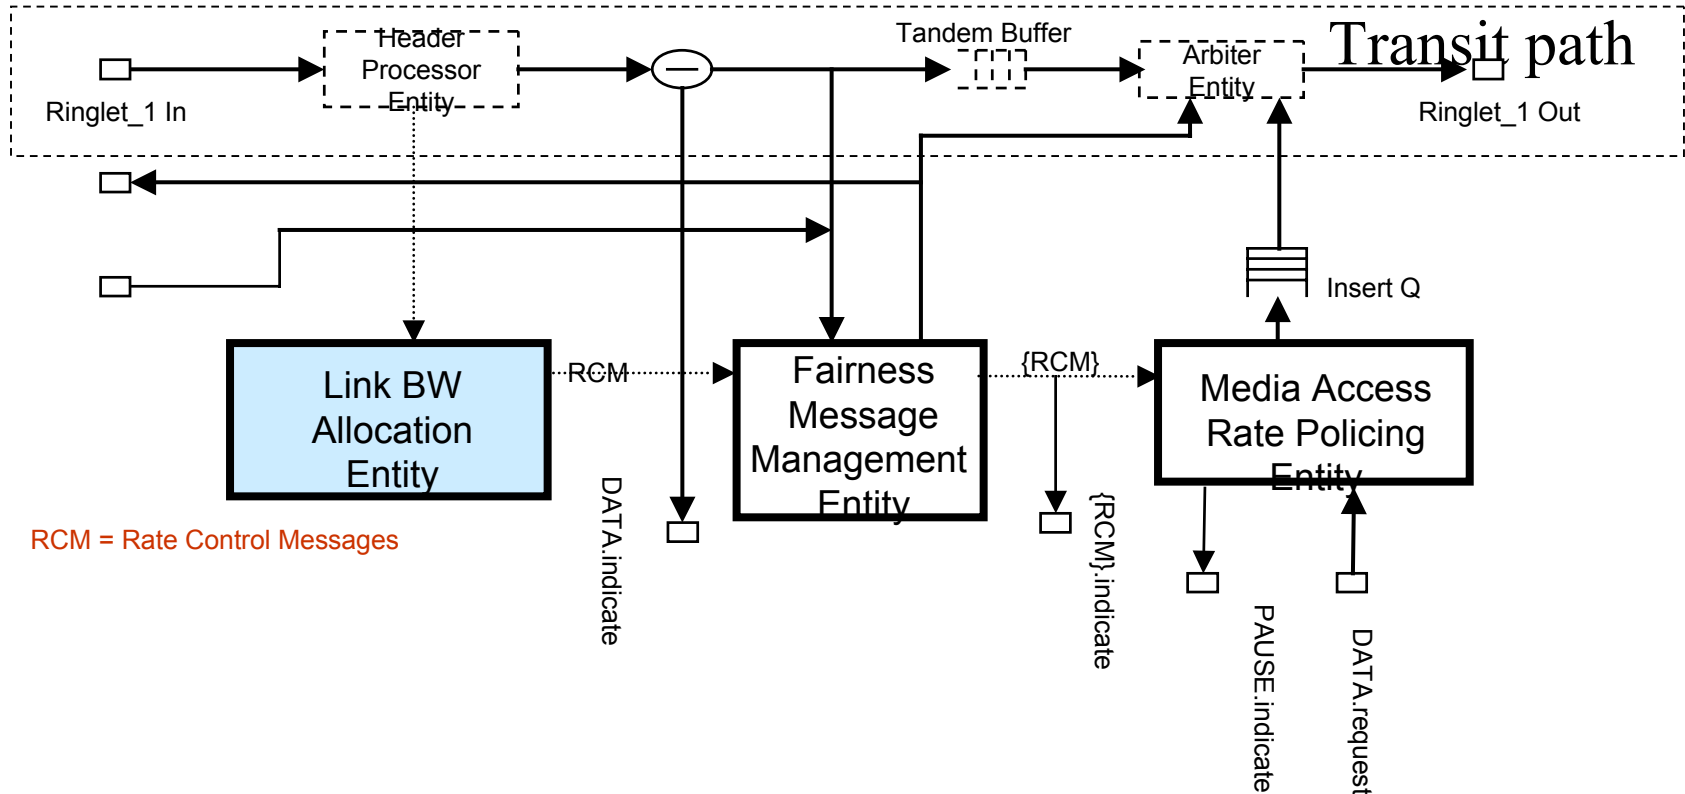 Transit path
Header
Processor
Entity
Tandem Buffer
Arbiter
Entity
Ringlet_1 In
Ringlet_1 Out
Insert Q
Link BW
Allocation
Entity
RCM
Fairness
Message
Management
Entity
{RCM}
Media Access
Rate Policing
Entity
RCM = Rate Control Messages
DATA.indicate
{RCM}.indicate
PAUSE.indicate
DATA.request